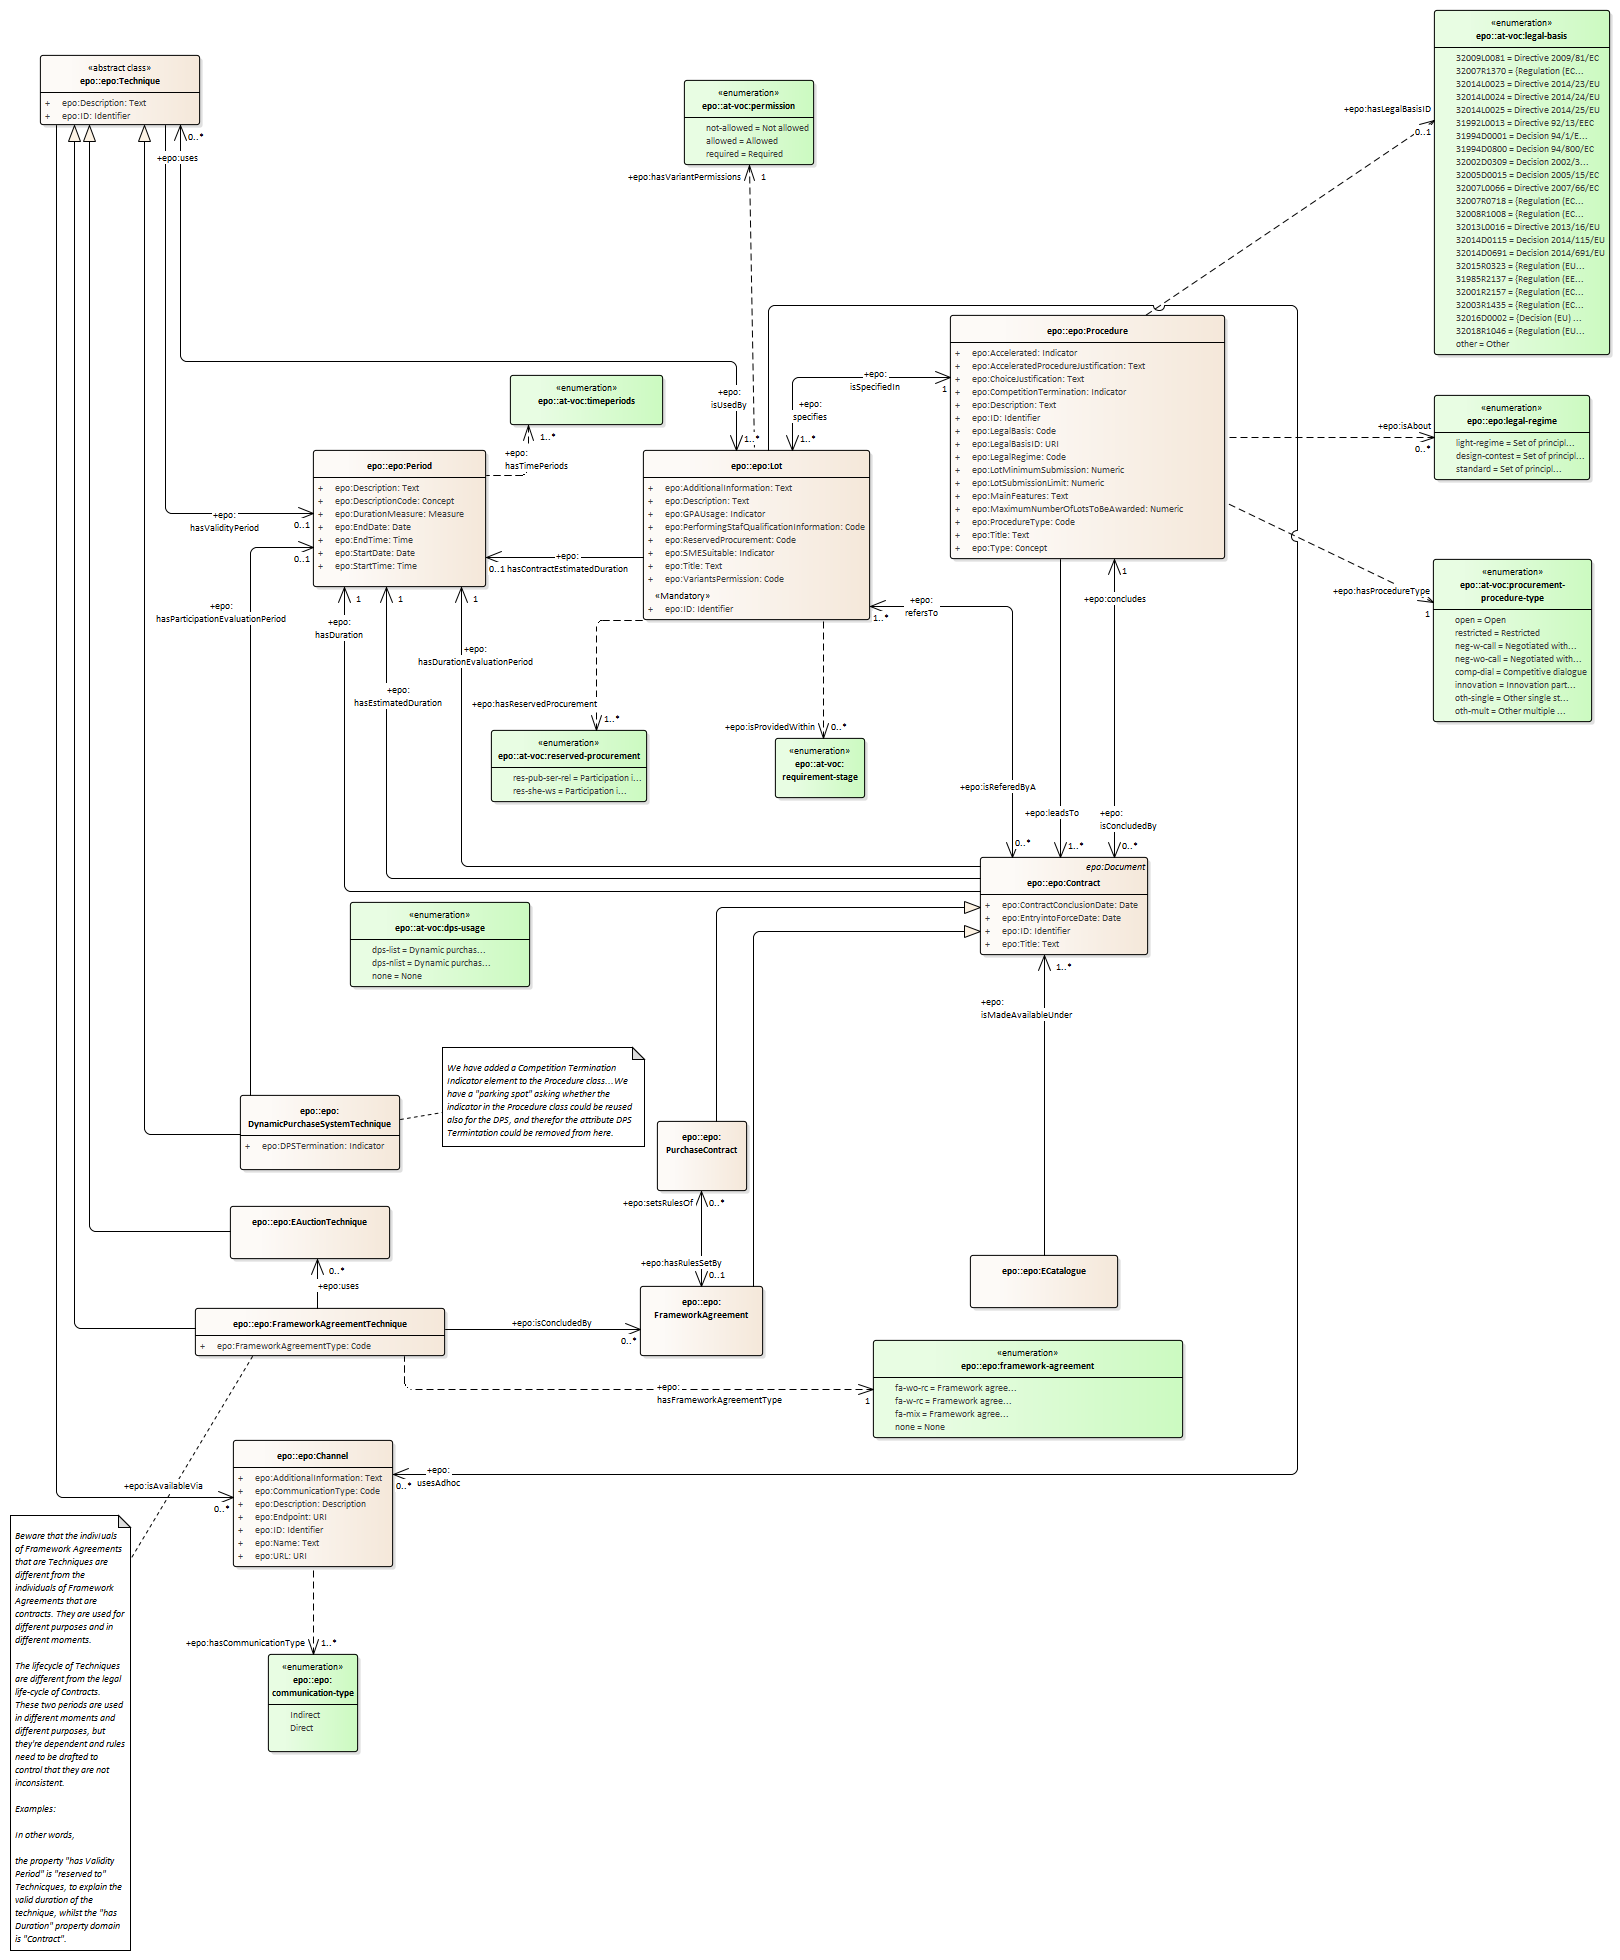 «enumeration»
epo::at-voc:legal-basis
32009L0081 = Directive 2009/81/EC
32007R1370 = {Regulation (EC...
32014L0023 = Directive 2014/23/EU
32014L0024 = Directive 2014/24/EU
32014L0025 = Directive 2014/25/EU
31992L0013 = Directive 92/13/EEC
31994D0001 = Decision 94/1/E...
31994D0800 = Decision 94/800/EC
32002D0309 = Decision 2002/3...
32005D0015 = Decision 2005/15/EC
32007L0066 = Directive 2007/66/EC
32007R0718 = {Regulation (EC...
32008R1008 = {Regulation (EC...
32013L0016 = Directive 2013/16/EU
32014D0115 = Decision 2014/115/EU
32014D0691 = Decision 2014/691/EU
32015R0323 = {Regulation (EU...
31985R2137 = {Regulation (EE...
32001R2157 = {Regulation (EC...
32003R1435 = {Regulation (EC...
32016D0002 = {Decision (EU) ...
32018R1046 = {Regulation (EU...
other = Other
+epo:hasLegalBasisID
0..1
«abstract class»
epo::epo:Technique
+ epo:Description: Text
+ epo:ID: Identifier
0..*
+epo:uses
«enumeration»
epo::at-voc:permission
not-allowed = Not allowed
allowed = Allowed
required = Required
+epo:hasVariantPermissions
1
epo::epo:Procedure
+ epo:Accelerated: Indicator
+ epo:AcceleratedProcedureJustification: Text
+ epo:ChoiceJustification: Text
+ epo:CompetitionTermination: Indicator
+ epo:Description: Text
+ epo:ID: Identifier
+ epo:LegalBasis: Code
+ epo:LegalBasisID: URI
+ epo:LegalRegime: Code
+ epo:LotMinimumSubmission: Numeric
+ epo:LotSubmissionLimit: Numeric
+ epo:MainFeatures: Text
+ epo:MaximumNumberOfLotsToBeAwarded: Numeric
+ epo:ProcedureType: Code
+ epo:Title: Text
+ epo:Type: Concept
+epo:
isSpecifiedIn
1
+epo:
specifies
1..*
+epo:
isUsedBy
1..*
«enumeration»
epo::at-voc:timeperiods
1..*
+epo:
hasTimePeriods
«enumeration»
epo::at-voc:legal-regime
light-regime = Set of principl...
design-contest = Set of principl...
standard = Set of principl...
+epo:isAbout
0..*
epo::epo:Period
+ epo:Description: Text
+ epo:DescriptionCode: Concept
+ epo:DurationMeasure: Measure
+ epo:EndDate: Date
+ epo:EndTime: Time
+ epo:StartDate: Date
+ epo:StartTime: Time
+epo:
hasValidityPeriod
0..1
0..1
+epo:
hasParticipationEvaluationPeriod
epo::epo:Lot
+ epo:AdditionalInformation: Text
+ epo:Description: Text
+ epo:GPAUsage: Indicator
+ epo:PerformingStafQualificationInformation: Code
+ epo:ReservedProcurement: Code
+ epo:SMESuitable: Indicator
+ epo:Title: Text
+ epo:VariantsPermission: Code
«Mandatory»
+ epo:ID: Identifier
+epo:
0..1 hasContractEstimatedDuration
«enumeration»
epo::at-voc:procurement-
procedure-type
open = Open
restricted = Restricted
neg-w-call = Negotiated with...
neg-wo-call = Negotiated with...
comp-dial = Competitive dialogue
innovation = Innovation part...
oth-single = Other single st...
oth-mult = Other multiple ...
+epo:hasProcedureType
1
1
+epo:
hasDuration
1
+epo:
hasEstimatedDuration
1
+epo:
hasDurationEvaluationPeriod
+epo:
refersTo
1..*
1
+epo:concludes
+epo:hasReservedProcurement
1..*
«enumeration»
epo::at-voc:reserved-procurement
res-pub-ser-rel = Participation i...
res-she-ws = Participation i...
+epo:isProvidedWithin
0..*
«enumeration»
epo::at-voc:
requirement-stage
+epo:isReferedByA
0..*
+epo:leadsTo
1..*
+epo:
isConcludedBy
0..*
epo:Document
epo::epo:Contract
+ epo:ContractConclusionDate: Date
+ epo:EntryintoForceDate: Date
+ epo:ID: Identifier
+ epo:Title: Text
1..*
+epo:
isMadeAvailableUnder
«enumeration»
epo::at-voc:dps-usage
dps-list = Dynamic purchas...
dps-nlist = Dynamic purchas...
none = None
We have added a Competition Termination
Indicator element to the Procedure class...We
have a "parking spot" asking whether the
indicator in the Procedure class could be reused
also for the DPS, and therefor the attribute DPS
Termintation could be removed from here.
epo::epo:
DynamicPurchaseSystemTechnique
+ epo:DPSTermination: Indicator
epo::epo:
PurchaseContract
+epo:setsRulesOf
0..*
+epo:hasRulesSetBy
0..1
epo::epo:EAuctionTechnique
0..*
+epo:uses
epo::epo:ECatalogue
epo::epo:
FrameworkAgreement
epo::epo:FrameworkAgreementTechnique
+ epo:FrameworkAgreementType: Code
+epo:isConcludedBy
0..*
«enumeration»
epo::epo:framework-agreement
fa-wo-rc = Framework agree...
fa-w-rc = Framework agree...
fa-mix = Framework agree...
none = None
+epo:
hasFrameworkAgreementType
1
epo::epo:Channel
+ epo:AdditionalInformation: Text
+ epo:CommunicationType: Code
+ epo:Description: Description
+ epo:Endpoint: URI
+ epo:ID: Identifier
+ epo:Name: Text
+ epo:URL: URI
+epo:
0..* usesAdhoc
+epo:isAvailableVia
0..*
Beware that the indiviuals
of Framework Agreements
that are Techniques are
different from the
individuals of Framework
Agreements that are
contracts. They are used for
different purposes and in
different moments.
The lifecycle of Techniques
are different from the legal
life-cycle of Contracts.
These two periods are used
in different moments and
different purposes, but
they're dependent and rules
need to be drafted to
control that they are not
inconsistent.
Examples:
In other words,
the property "has Validity
Period" is "reserved to"
Technicques, to explain the
valid duration of the
technique, whilst the "has
Duration" property domain
is "Contract".
+epo:hasCommunicationType
1..*
«enumeration»
epo::epo:
communication-type
Indirect
Direct